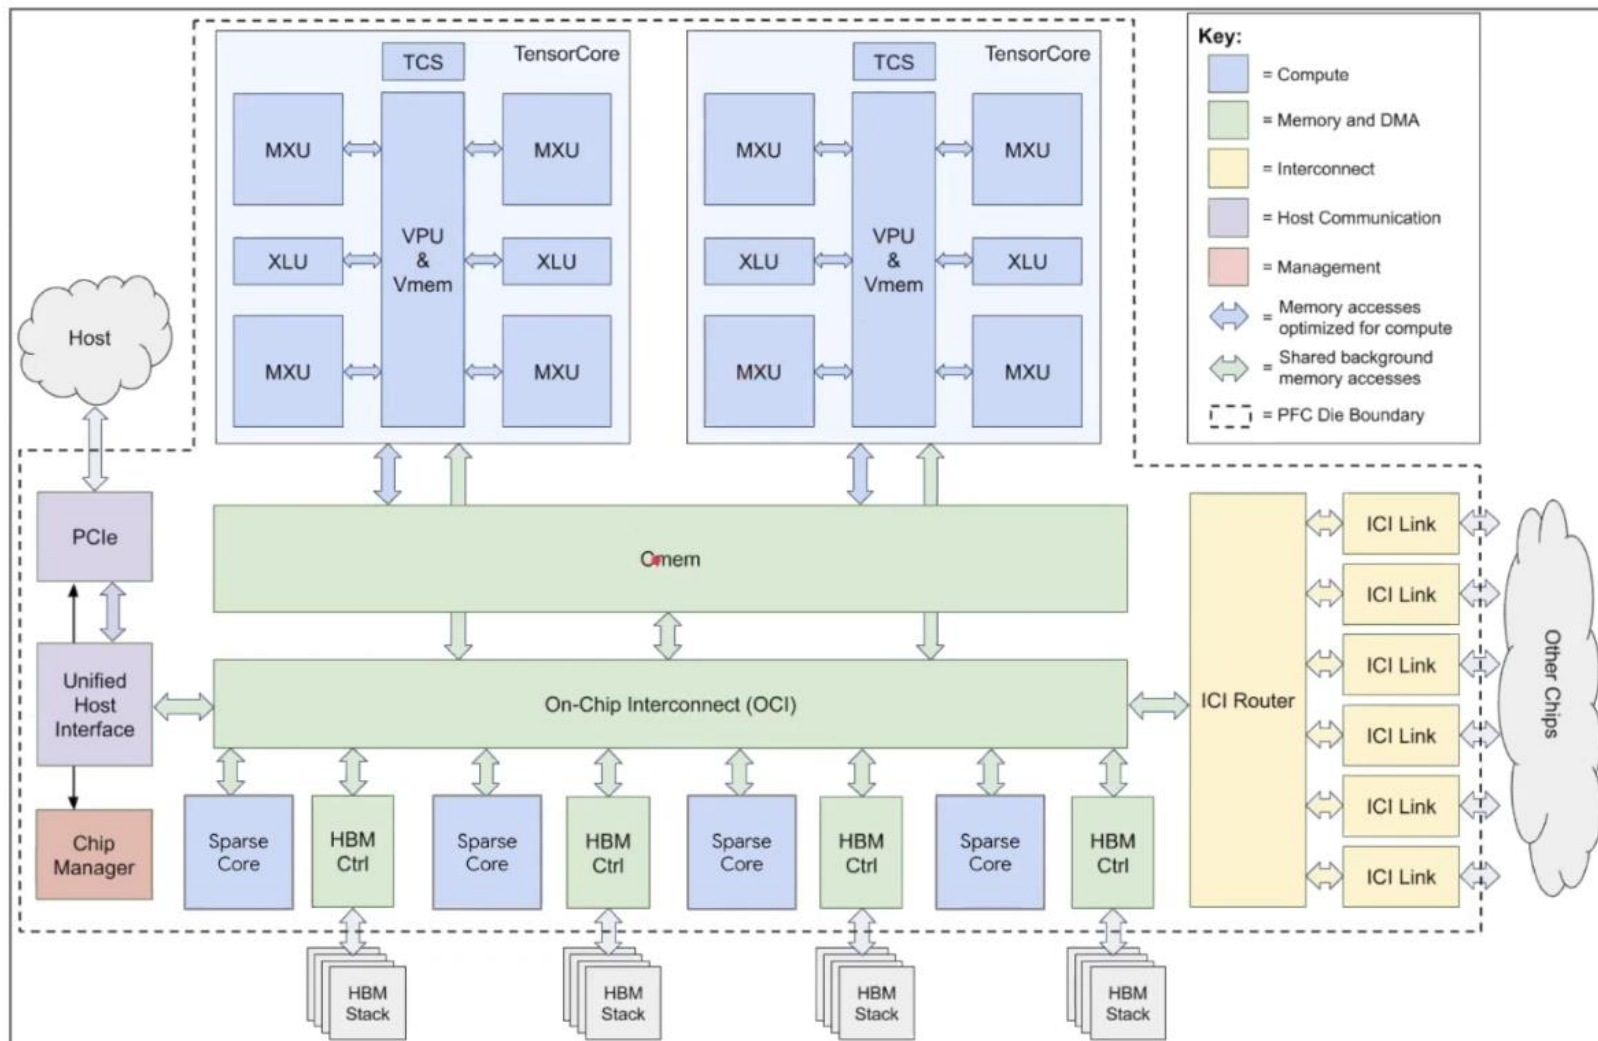 TCS
TensorCore
MXU
MXU
VPU
&
Vmem
XLU
XLU
MXU
MXU
TCS
TensorCore
MXU
MXU
VPU
&
Vmem
XLU
XLU
MXU
MXU
Key:
= Compute
= Memory and DMA
= Interconnect
= Host Communication
= Management
= Memory accesses
optimized for compute
= Shared background
memory accesses
= PFC Die Boundary
Host
PCIe
Unified
Host
Interface
Chip
Manager
Cmem
On-Chip Interconnect (OCI)
Sparse
Core
HBM
Ctrl
Sparse
Core
HBM
Ctrl
Sparse
Core
HBM
Ctrl
Sparse
Core
HBM
Ctrl
HBM
Stack
HBM
Stack
HBM
Stack
HBM
Stack
ICI Router
ICI Link
ICI Link
ICI Link
ICI Link
ICI Link
ICI Link
Other Chips